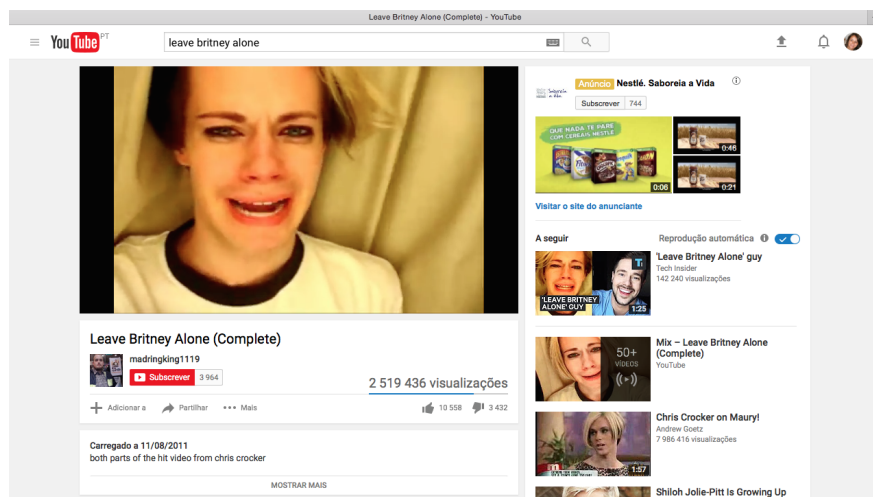 Leave Britney Alone (Complete) - YouTube
YouTube PT
leave britney alone
Anúncio Nestlé. Saboreia a Vida
Saboreia
a Vida
Subscrever 744
QUE NADA TE PARE
COM CEREAIS NESTLÉ
0:46
0:06
0:21
Visitar o site do anunciante
A seguir
Reprodução automática
'LEAVE BRITNEY
ALONE' GUY
1:25
'Leave Britney Alone' guy
Tech Insider
142 240 visualizações
Leave Britney Alone (Complete)
madringking1119
Subscrever 3 964
2 519 436 visualizações
Adicionar a
Partilhar
Mais
10 558
3 432
50+
VÍDEOS
Mix – Leave Britney Alone
(Complete)
YouTube
Chris Crocker on Maury!
Andrew Goetz
7 986 416 visualizações
1:57
Carregado a 11/08/2011
both parts of the hit video from chris crocker
MOSTRAR MAIS
Shiloh Jolie-Pitt Is Growing Up